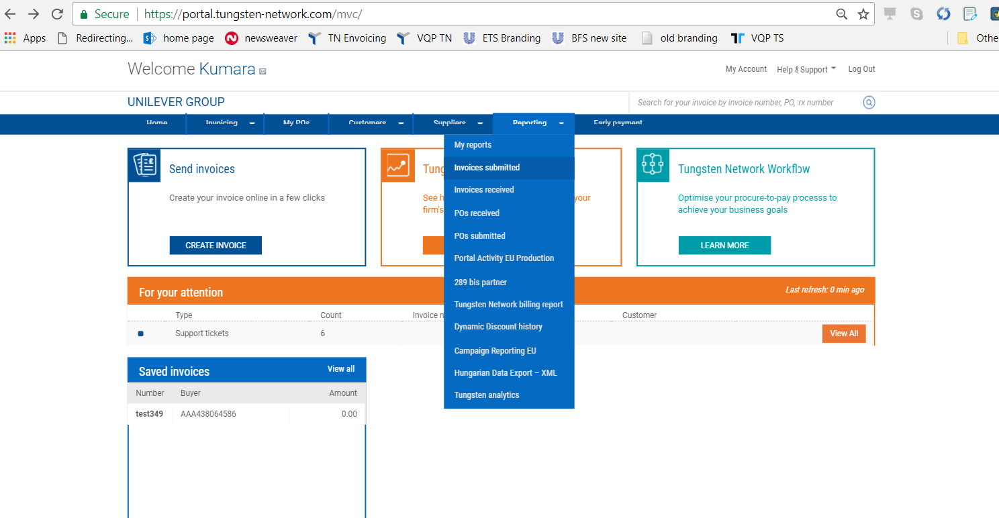 Secure https://portal.tungsten-network.com/mvc/
Apps Redirecting... home page newsweaver TN Envoicing VQP TN ETS Branding BFS new site old branding VQP TS Othe
Welcome Kumara
My Account Help & Support Log Out
UNILEVER GROUP
Search for your invoice by invoice number, PO, :rx number
Home Invoicing My POs Customers Suppliers Reporting Early payment
My reports
Invoices submitted
Invoices received
POs received
POs submitted
Portal Activity EU Production
289 bis partner
Tungsten Network billing report
Dynamic Discount history
Campaign Reporting EU
Hungarian Data Export – XML
Tungsten analytics
Send invoices
Create your invoice online in a few clicks
CREATE INVOICE
Tung
See h your
firm's
Tungsten Network Workflow
Optimise your procure-to-pay processs to
achieve your business goals
LEARN MORE
For your attention
Last refresh: 0 min ago
Type Count Invoice n Customer
Support tickets 6 View All
Saved invoices View all
Number Buyer Amount
test349 AAA438064586 0.00